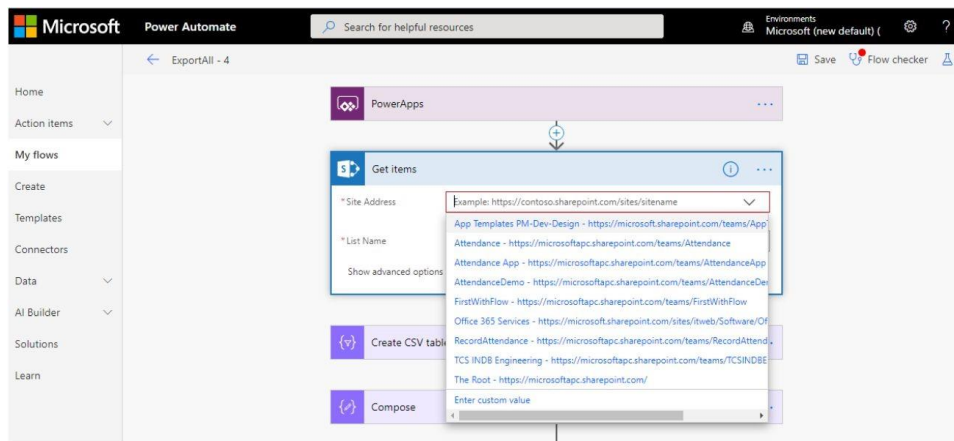 Microsoft Power Automate Search for helpful resources Environments
Microsoft (new default) ( ?
ExportAll - 4 Save Flow checker
Home
Action items
My flows
Create
Templates
Connectors
Data
AI Builder
Solutions
Learn
PowerApps
S Get items
*Site Address Example: https://contoso.sharepoint.com/sites/sitename
*List Name
Show advanced options
App Templates PM-Dev-Design - https://microsoft.sharepoint.com/teams/App
Attendance - https://microsoftapc.sharepoint.com/teams/Attendance
Attendance App - https://microsoftapc.sharepoint.com/teams/AttendanceApp
AttendanceDemo - https://microsoftapc.sharepoint.com/teams/AttendanceDe
FirstWithFlow - https://microsoftapc.sharepoint.com/teams/FirstWithFlow
Office 365 Services - https://microsoft.sharepoint.com/sites/itweb/Software/Of
RecordAttendance - https://microsoftapc.sharepoint.com/teams/RecordAttend
TCS INDB Engineering - https://microsoftapc.sharepoint.com/teams/TCSINDBE
The Root - https://microsoftapc.sharepoint.com/
Enter custom value
Create CSV tabl
Compose